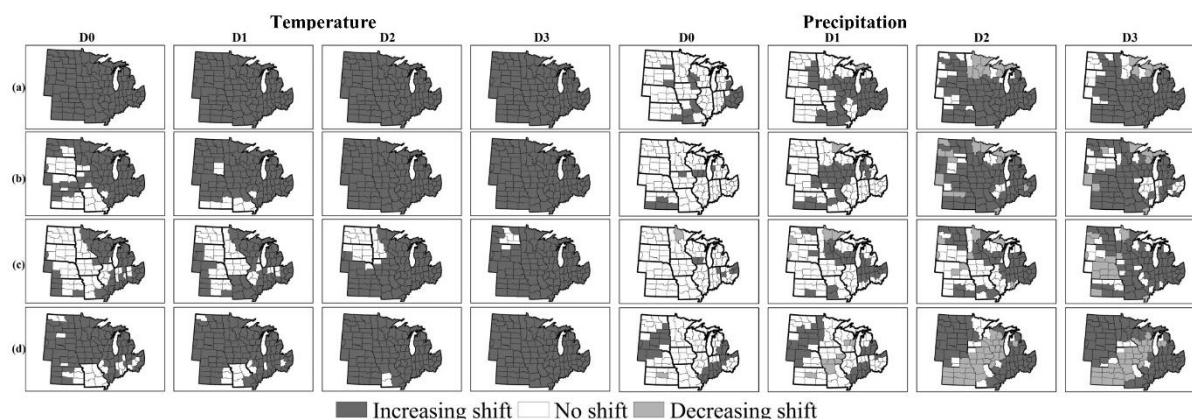 Temperature Precipitation
D0 D1 D2 D3 D0 D1 D2 D3
(a)
(b)
(c)
(d)
Increasing shift No shift Decreasing shift